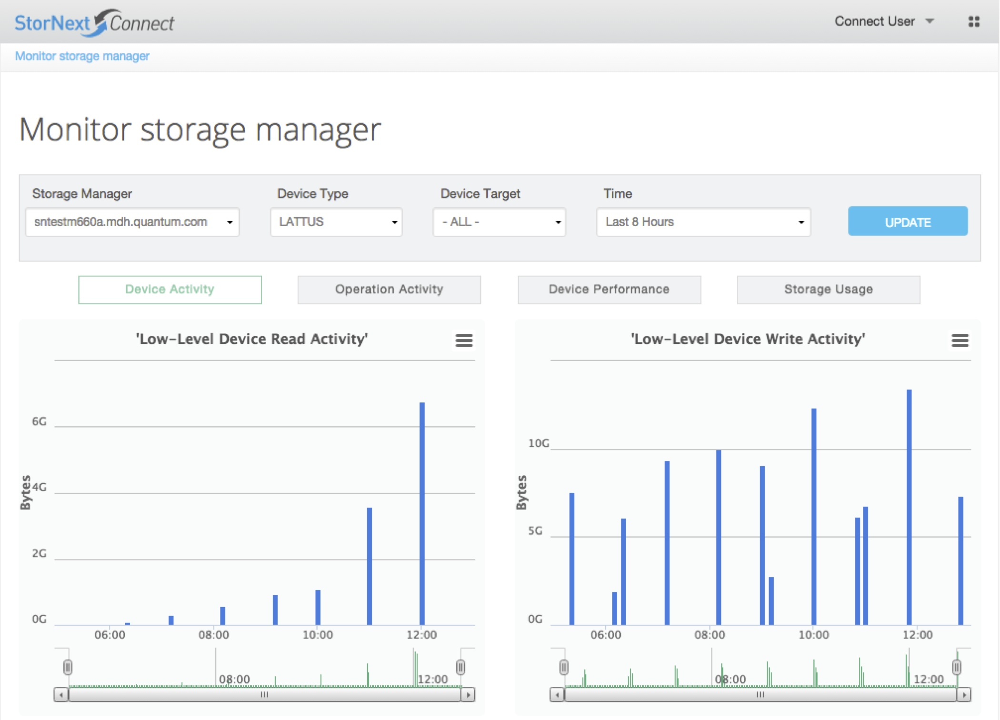 StorNext Connect
Connect User
Monitor storage manager
Monitor storage manager
Storage Manager
Device Type
Device Target
Time
sntestm660a.mdh.quantum.com
LATTUS
- ALL -
Last 8 Hours
UPDATE
Device Activity
Operation Activity
Device Performance
Storage Usage
'Low-Level Device Read Activity'
Bytes
6G
4G
2G
0G
06:00
08:00
10:00
12:00
08:00
12:00
'Low-Level Device Write Activity'
Bytes
10G
5G
0G
06:00
08:00
10:00
12:00
08:00
12:00